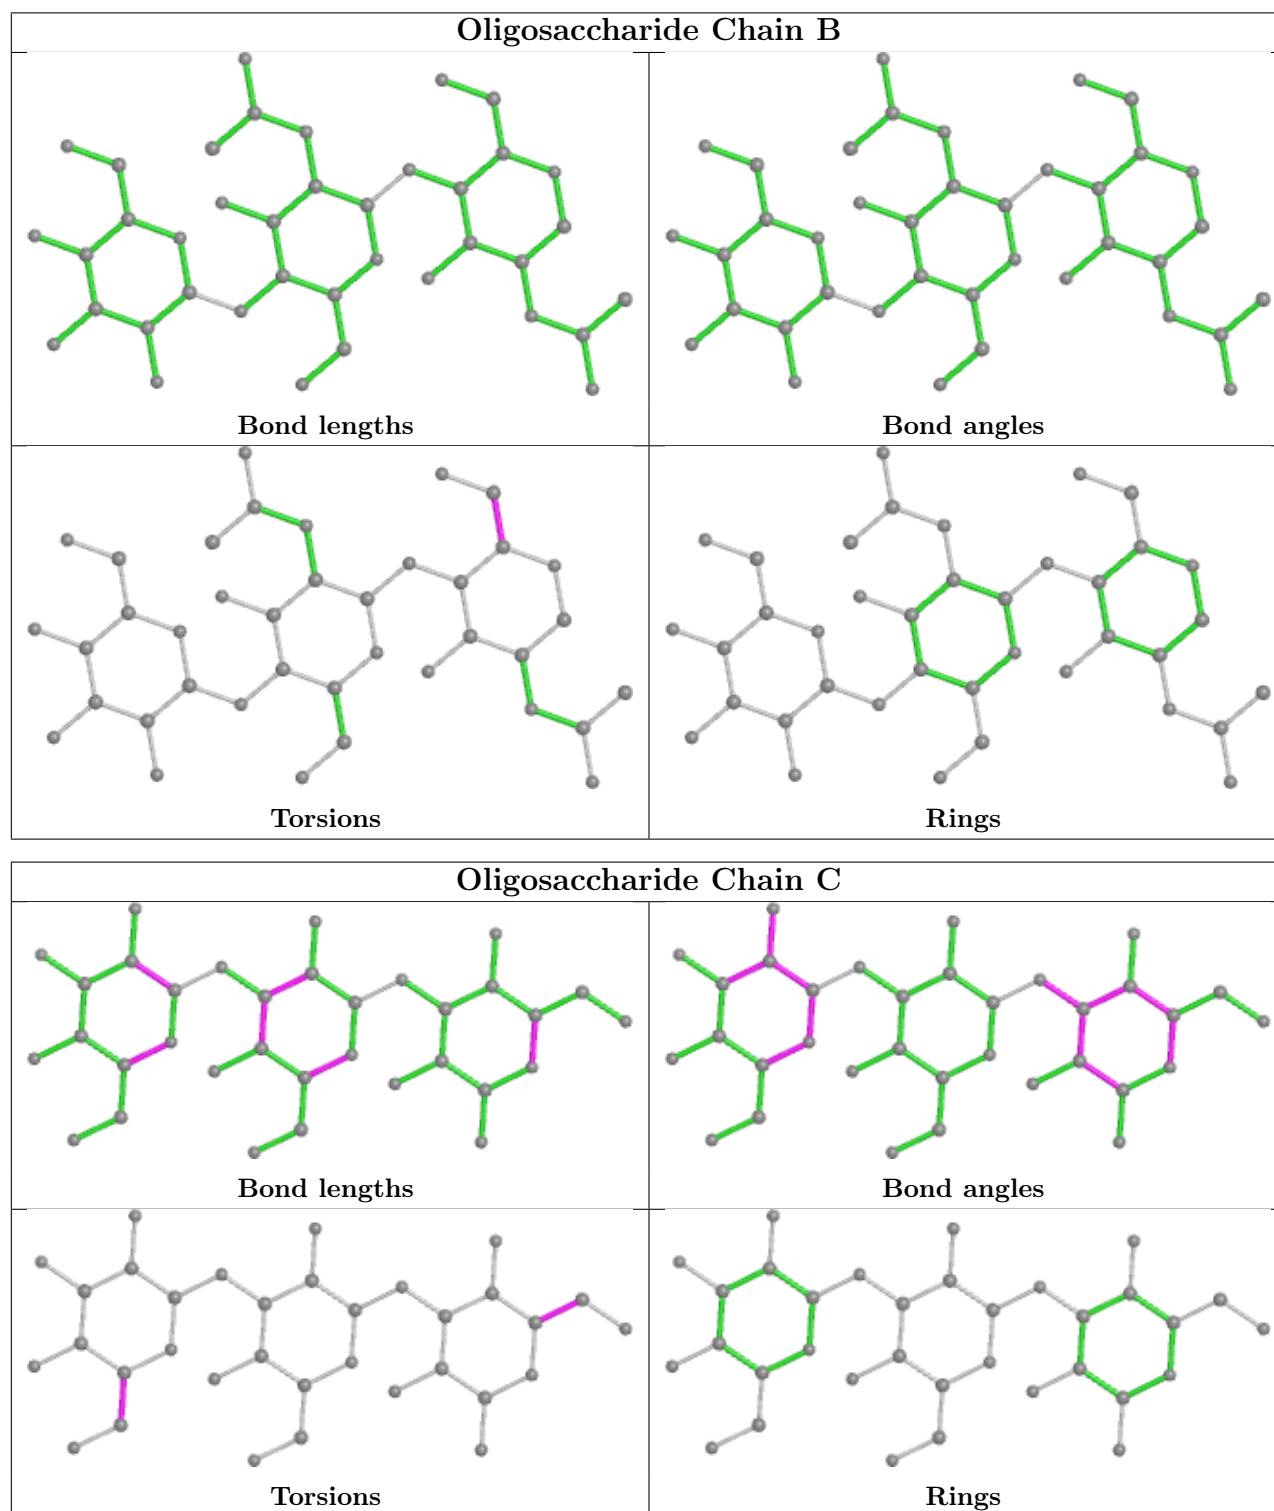 Oligosaccharide Chain B
Bond lengths
Bond angles
Torsions
Rings
Oligosaccharide Chain C
Bond lengths
Bond angles
Torsions
Rings